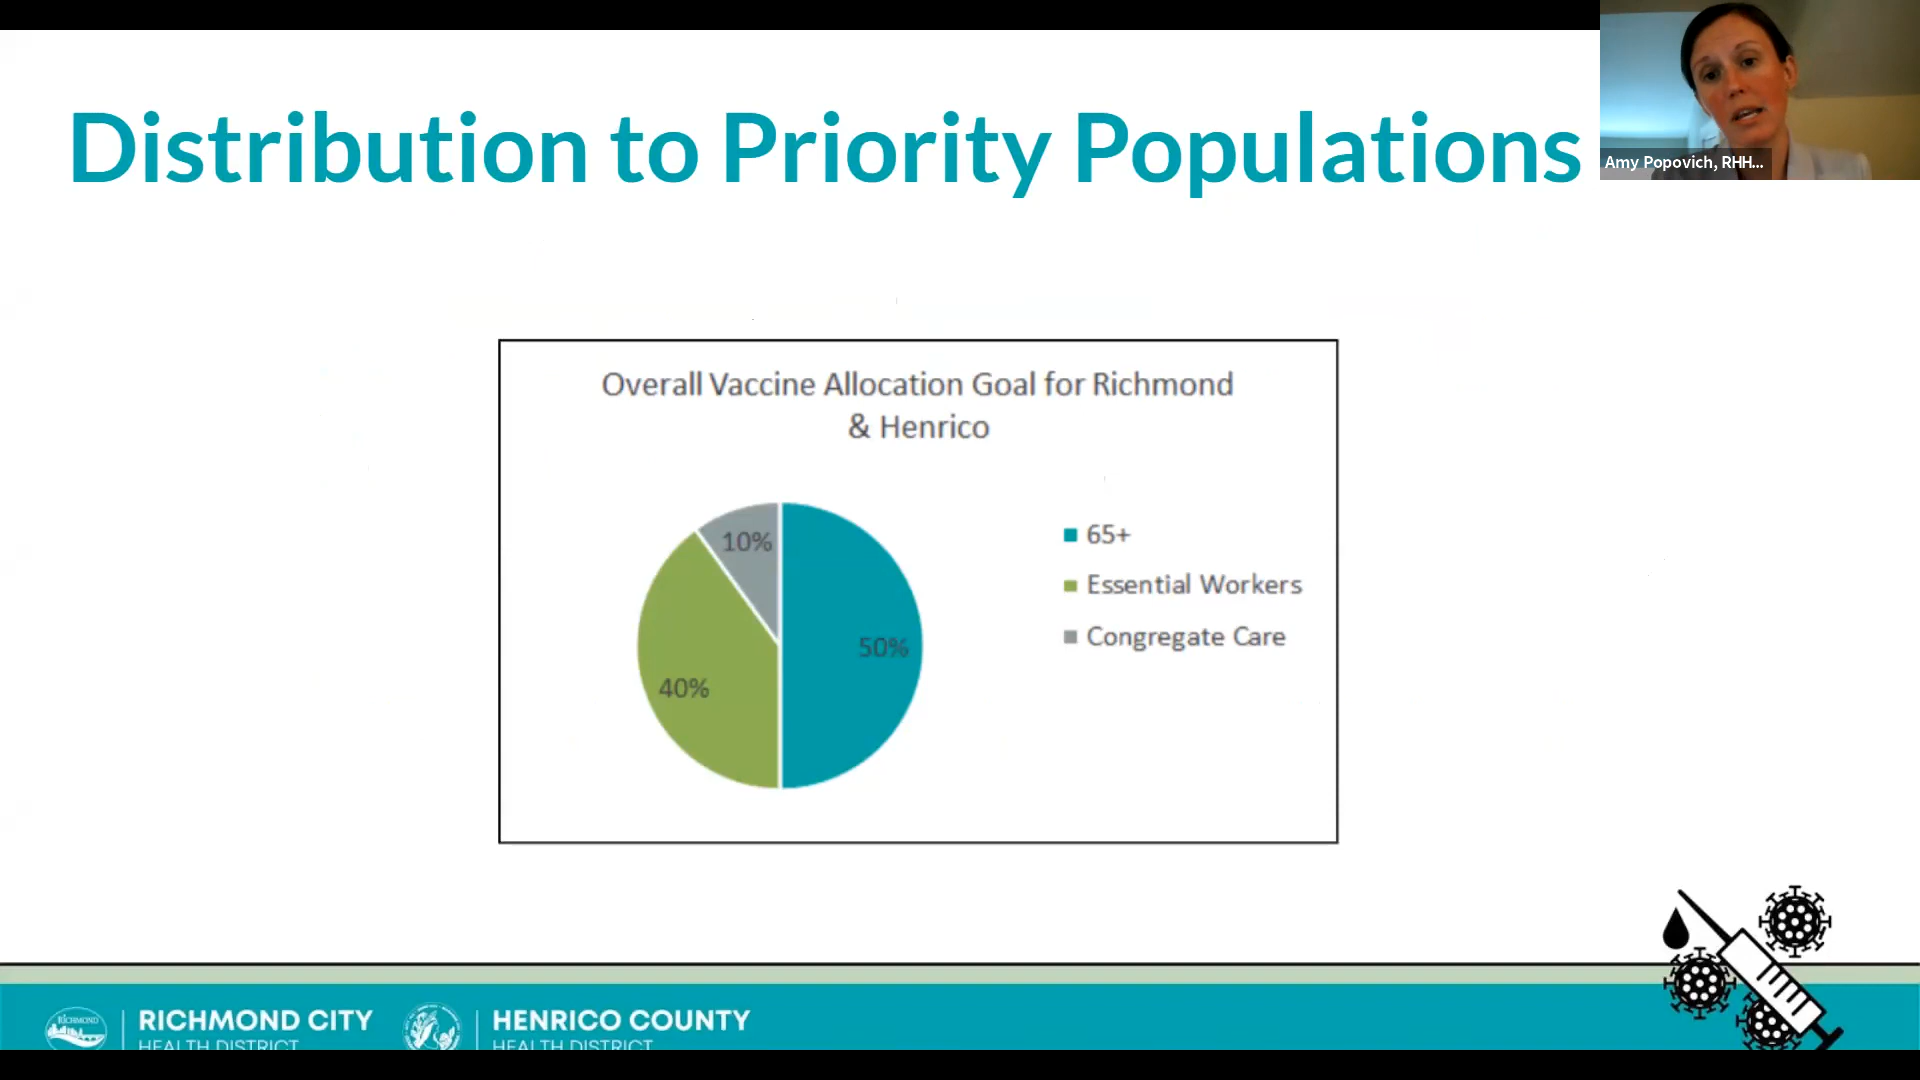 Distribution to Priority Populations
Amy Popovich, RHH...
Overall Vaccine Allocation Goal for Richmond
& Henrico
10%
50%
40%
65+
Essential Workers
Congregate Care
RICHMOND
RICHMOND CITY
HEALTH DISTRICT
HENRICO COUNTY
HEALTH DISTRICT